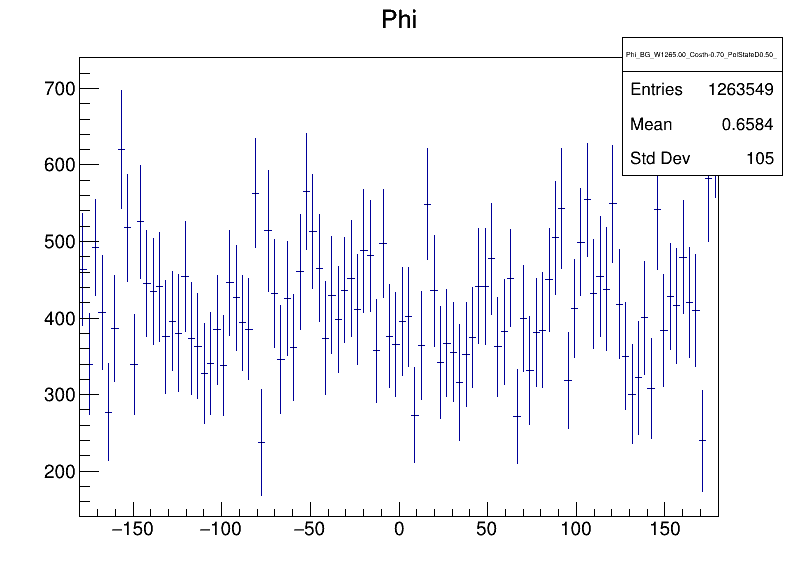 Phi
Phi_BG_W1265.00_Costh-0.70_PolStateD0.50_
Entries 1263549
Mean 0.6584
Std Dev 105
700
600
500
400
300
200
−150 −100 −50 0 50 100 150